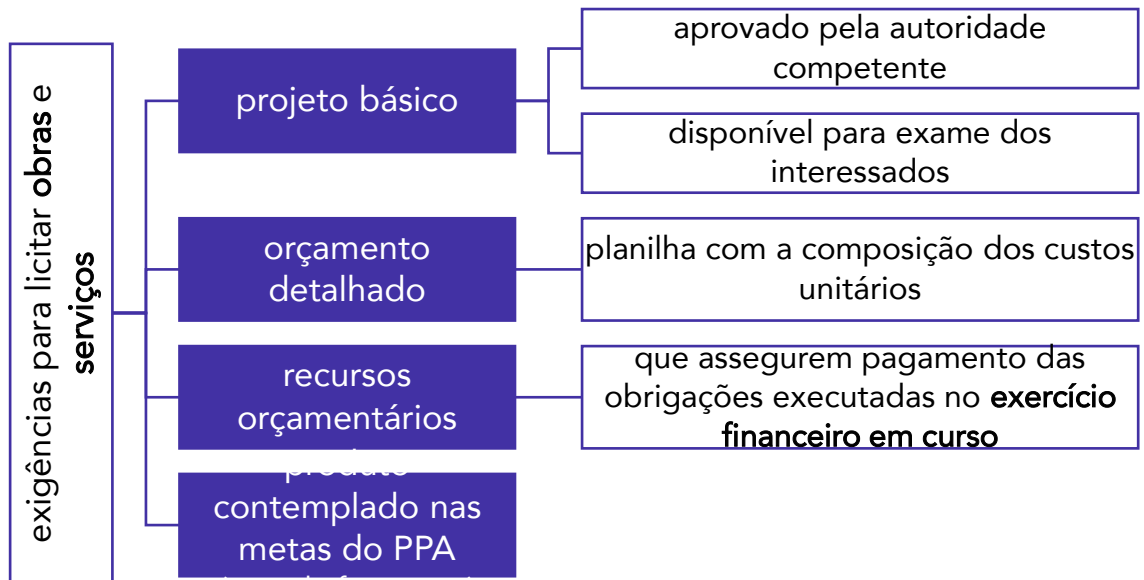 exigências para licitar obras e
serviços
projeto básico
aprovado pela autoridade
competente
disponível para exame dos
interessados
orçamento
detalhado
planilha com a composição dos custos
unitários
recursos
orçamentários
que assegurem pagamento das
obrigações executadas no exercício
financeiro em curso
produto
contemplado nas
metas do PPA